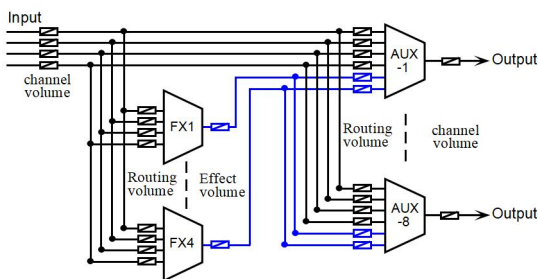 Input
channel
volume
FX1
Routing
volume
Effect
volume
FX4
AUX
-1
Output
Routing
volume
channel
volume
AUX
-8
Output